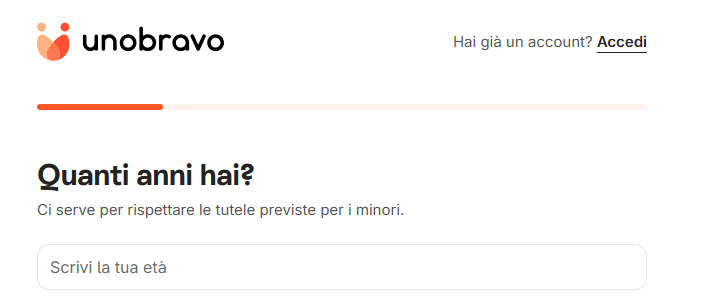 unobravo
Hai già un account? Accedi
Quanti anni hai?
Ci serve per rispettare le tutele previste per i minori.
Scrivi la tua età